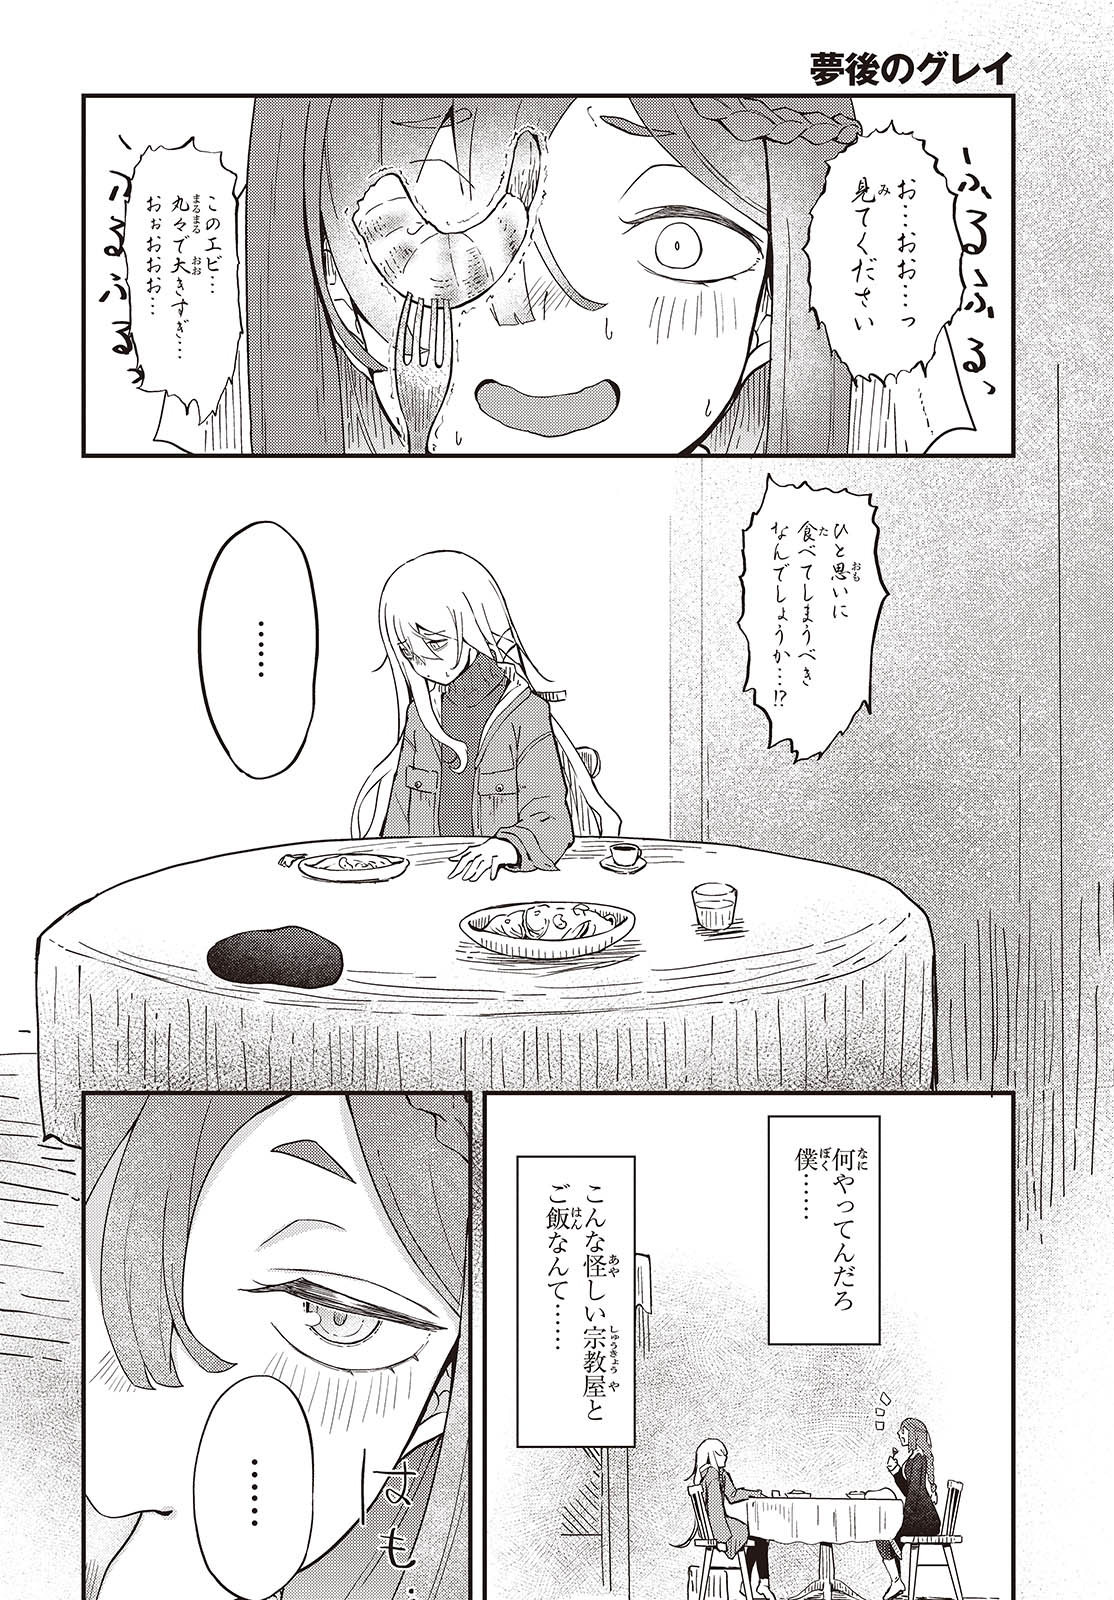 夢後のグレイ
お…おお…っ
見てください
ふるふる、
このエビ…
丸々で大きすぎ…
おぉおおお…
ひと思いに
食べてしまうべき
なんでしょうか…!?
………
何やってんだろ
僕……
こんな怪しい宗教屋と
ご飯なんて……
はも…
………